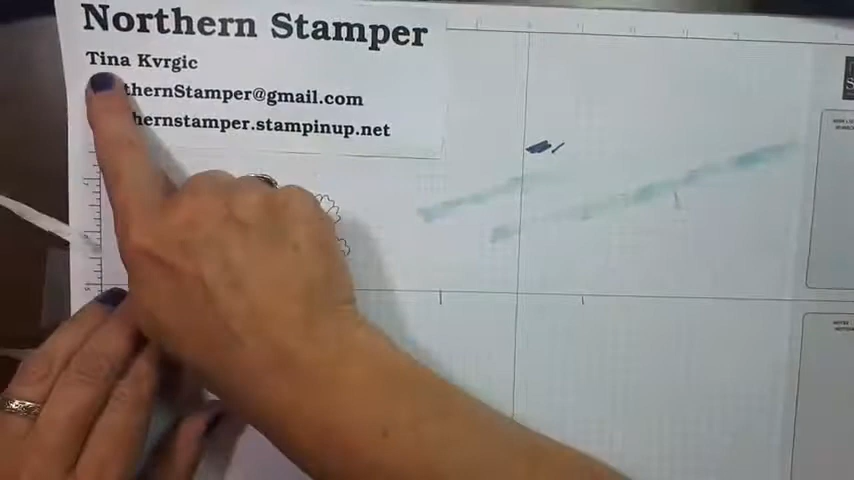 Northern Stamper
Tina Kvrgic
thernStamper@gmail.com
hernstamper.stampinup.net